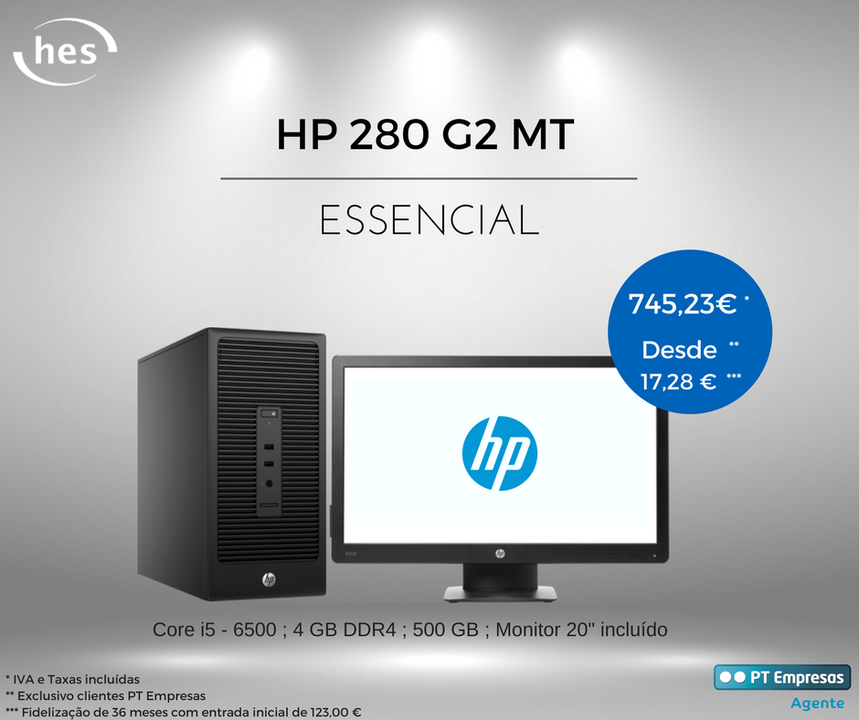 hes
HP 280 G2 MT
ESSENCIAL
745,23€ *
Desde **
17,28 € ***
hp
hp
hp
Core i5 - 6500 ; 4 GB DDR4 ; 500 GB ; Monitor 20" incluído
* IVA e Taxas incluídas
** Exclusivo clientes PT Empresas
*** Fidelização de 36 meses com entrada inicial de 123,00 €
PT Empresas
Agente